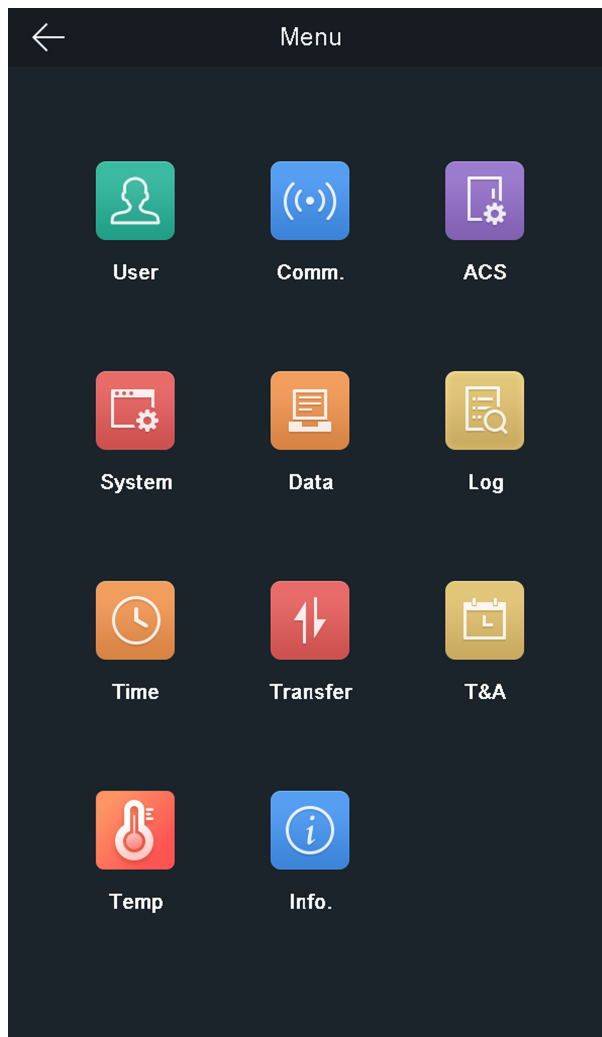 Menu
User
Comm.
ACS
System
Data
Log
Time
Transfer
T&A
Temp
Info.